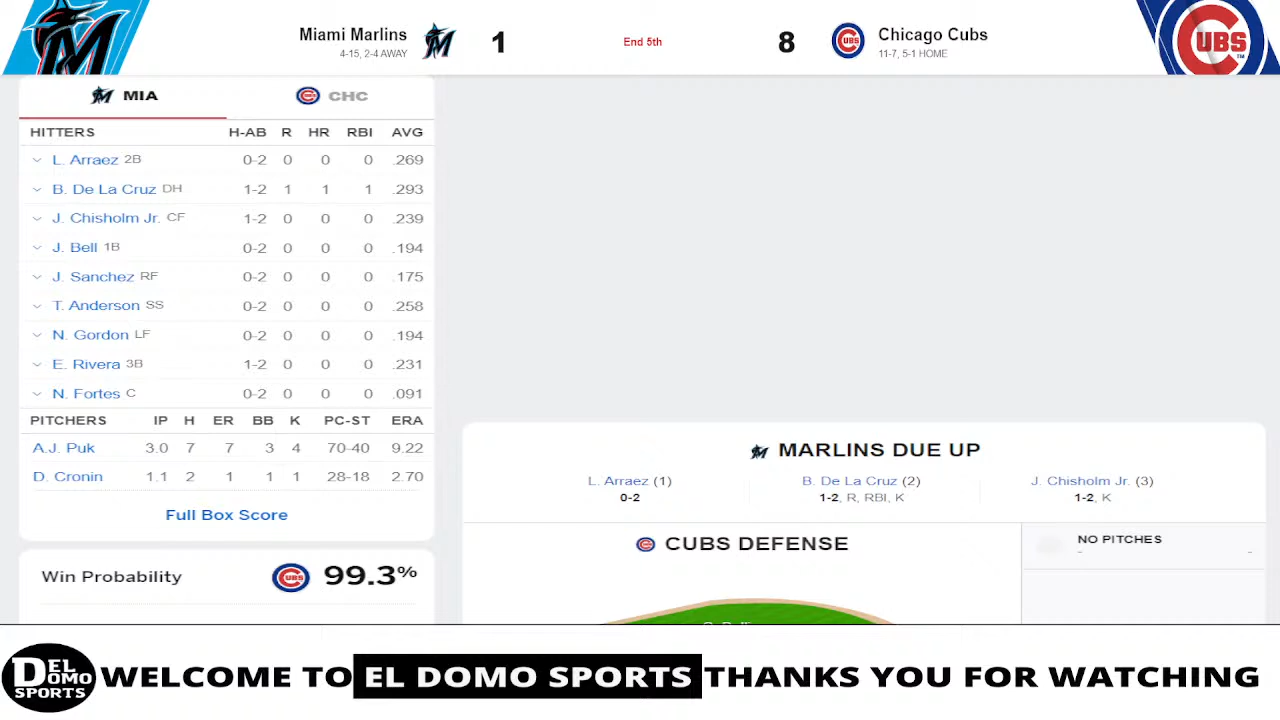 Miami Marlins
4-15, 2-4 AWAY
1
End 5th
8
Chicago Cubs
11-7, 5-1 HOME
CUBS
MIA
CHC
HITTERS H-AB R HR RBI AVG
L. Arraez 2B 0-2 0 0 0 .269
B. De La Cruz DH 1-2 1 1 1 .293
J. Chisholm Jr. CF 1-2 0 0 0 .239
J. Bell 1B 0-2 0 0 0 .194
J. Sanchez RF 0-2 0 0 0 .175
T. Anderson SS 0-2 0 0 0 .258
N. Gordon LF 0-2 0 0 0 .194
E. Rivera 3B 1-2 0 0 0 .231
N. Fortes C 0-2 0 0 0 .091
PITCHERS IP H ER BB K PC-ST ERA
A.J. Puk 3.0 7 7 3 4 70-40 9.22
D. Cronin 1.1 2 1 1 1 28-18 2.70
Full Box Score
Win Probability 99.3%
MARLINS DUE UP
L. Arraez (1) B. De La Cruz (2) J. Chisholm Jr. (3)
0-2 1-2, R, RBI, K 1-2, K
CUBS DEFENSE
NO PITCHES
- -
DEL DOMO SPORTS
WELCOME TO EL DOMO SPORTS THANKS YOU FOR WATCHING